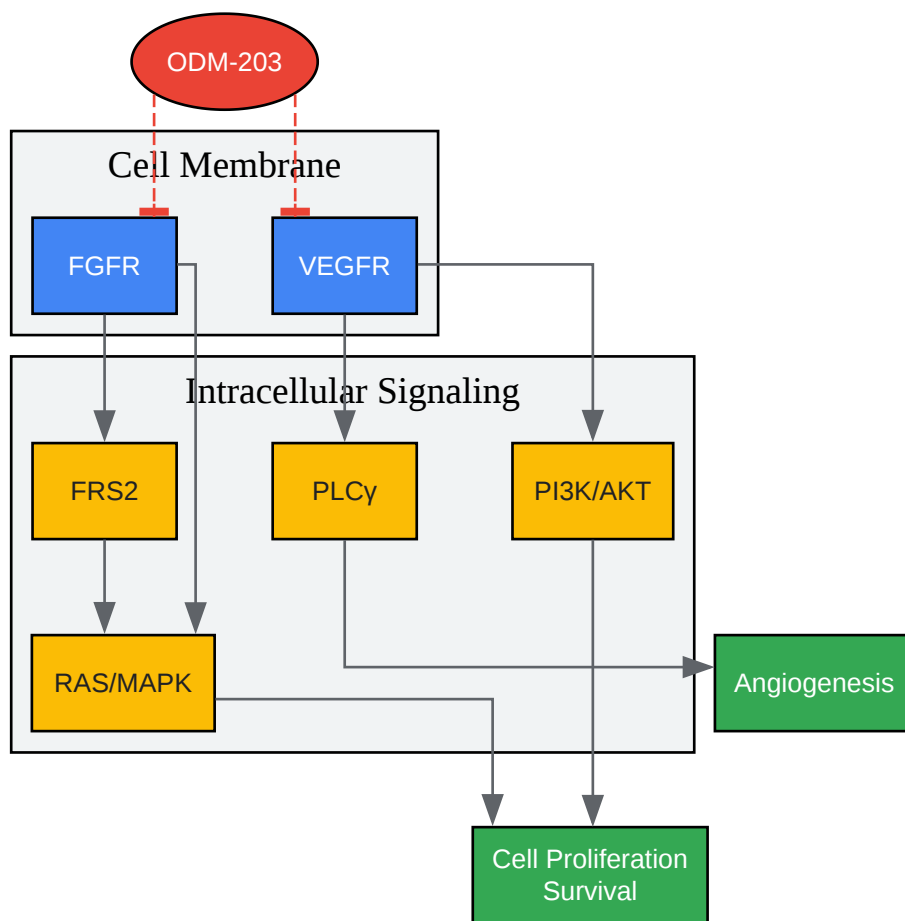 ODM-203
Cell Membrane
FGFR
VEGFR
Intracellular Signaling
FRS2
PLCγ
PI3K/AKT
RAS/MAPK
Angiogenesis
Cell Proliferation
Survival